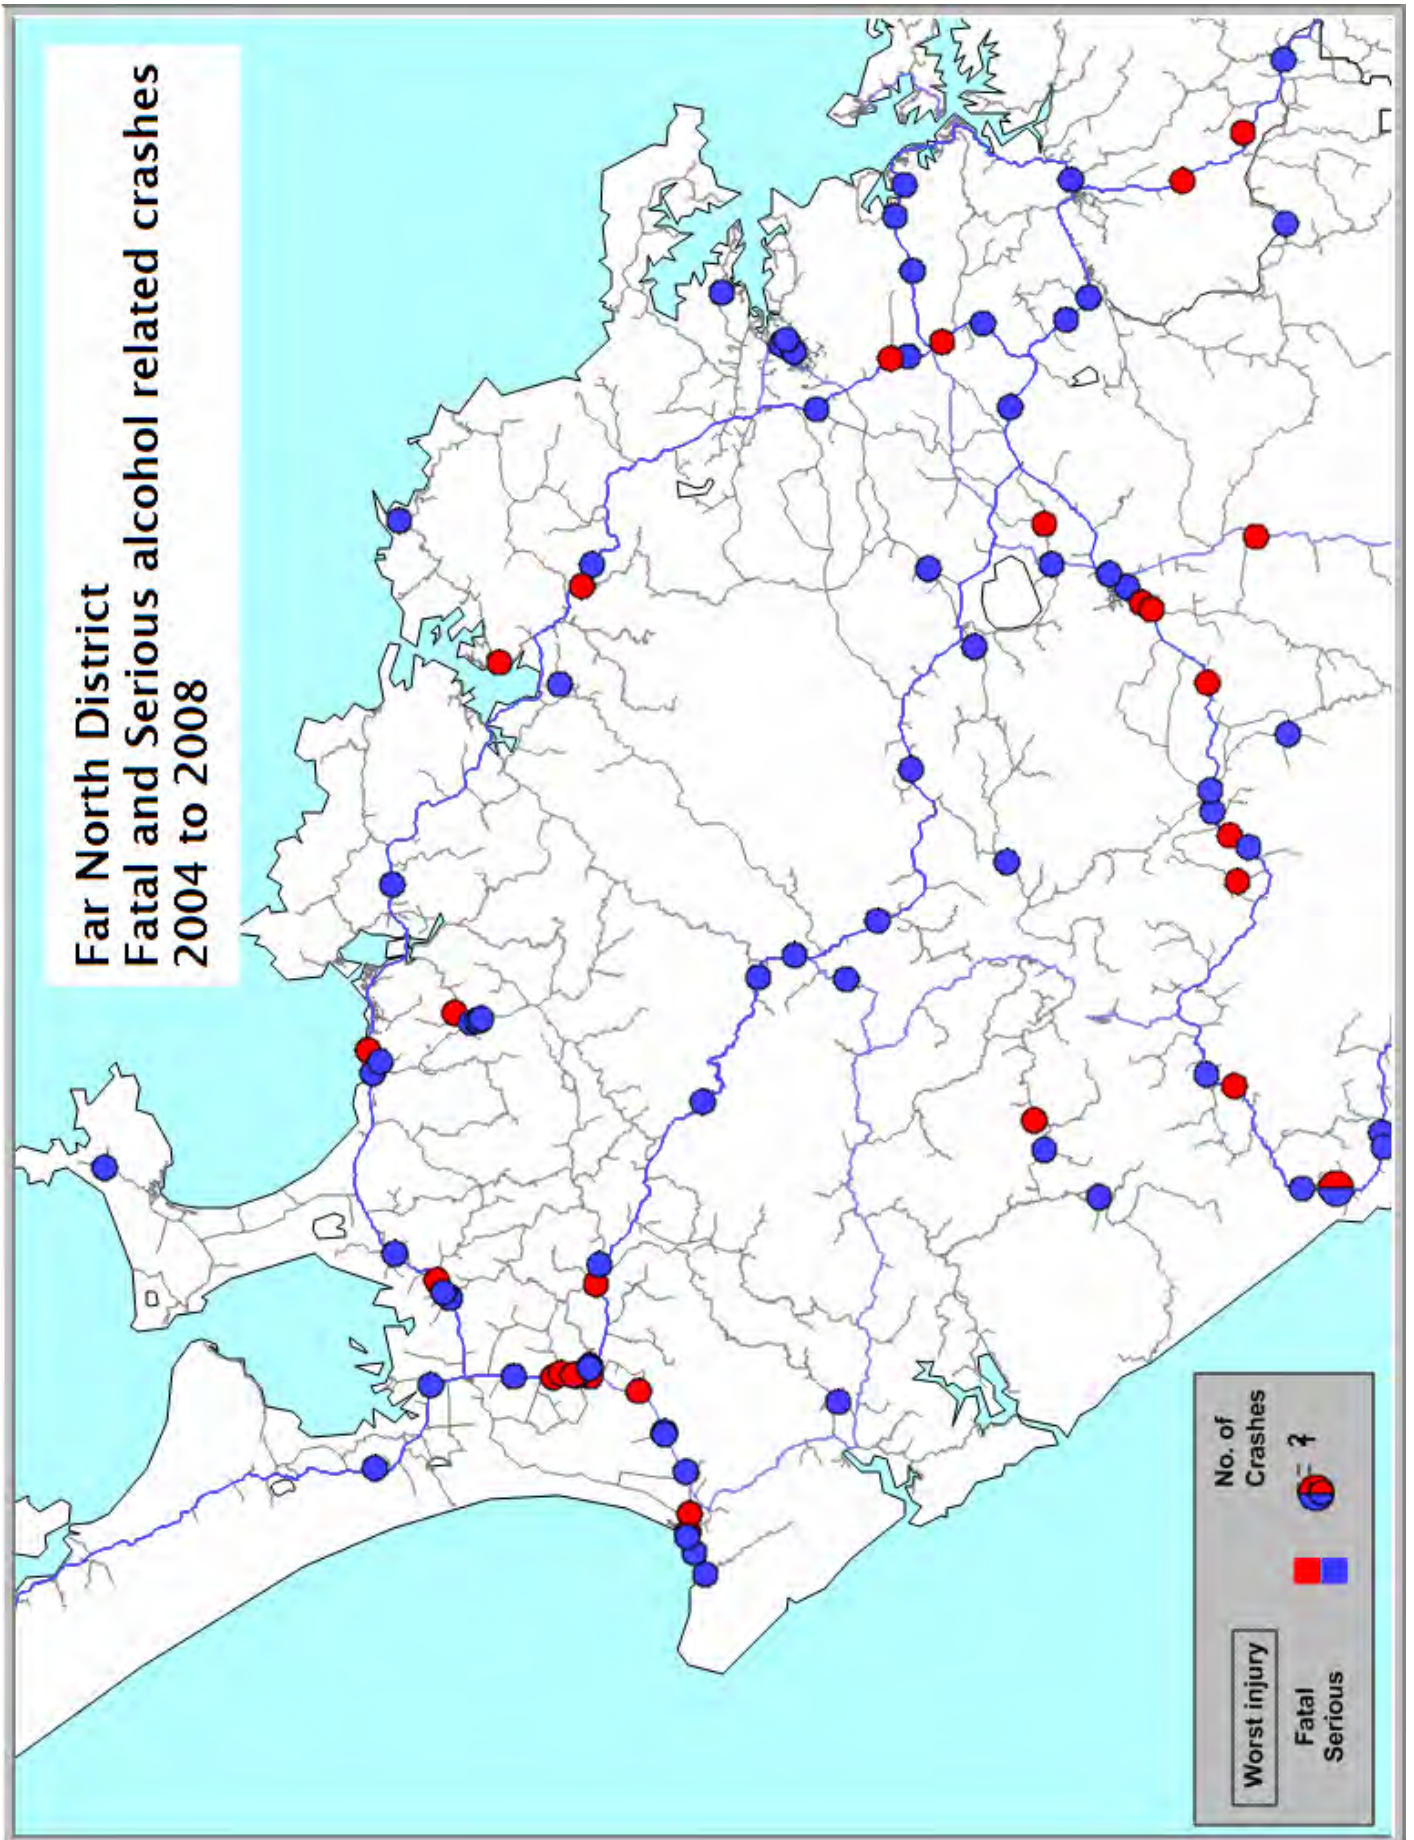 Far North District
Fatal and Serious alcohol related crashes
2004 to 2008
Worst injury
No. of
Crashes
Fatal
Serious